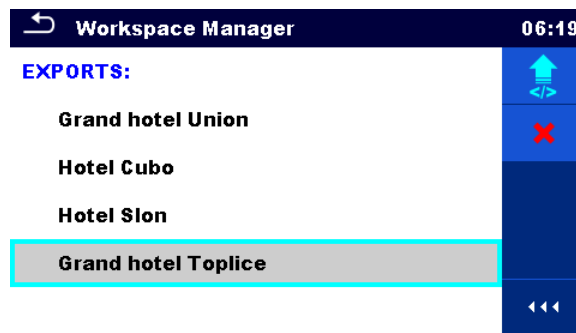 Workspace Manager 06:19
EXPORTS:
Grand hotel Union
</>
Hotel Cubo
Hotel Slon
Grand hotel Toplice